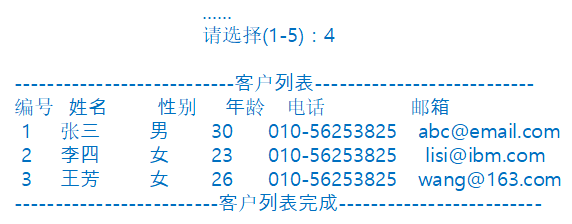 ......
请选择(1-5)：4
---------------------------客户列表---------------------------
编号 姓名 性别 年龄 电话 邮箱
1 张三 男 30 010-56253825 abc@email.com
2 李四 女 23 010-56253825 lisi@ibm.com
3 王芳 女 26 010-56253825 wang@163.com
-------------------------客户列表完成-------------------------